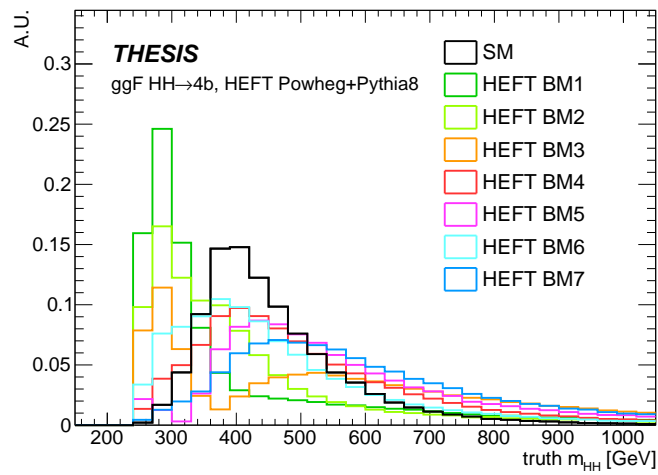 A.U.
0.3
0.25
0.2
0.15
0.1
0.05
0
THESIS
ggF HH→4b, HEFT Powheg+Pythia8
SM
HEFT BM1
HEFT BM2
HEFT BM3
HEFT BM4
HEFT BM5
HEFT BM6
HEFT BM7
200 300 400 500 600 700 800 900 1000
truth m_HH [GeV]